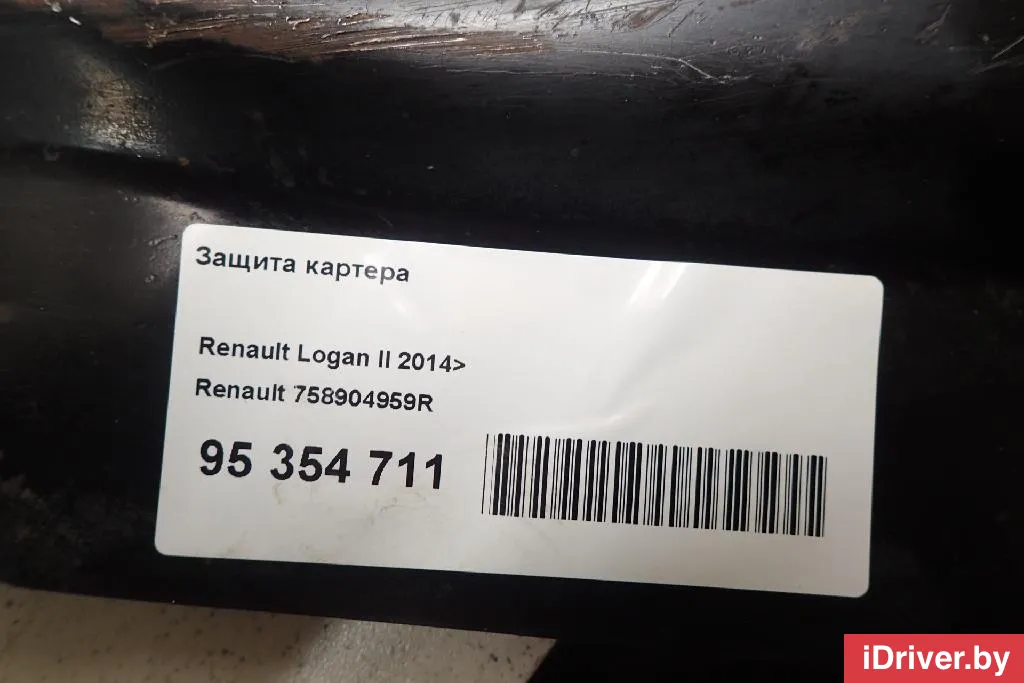 Защита картера
Renault Logan II 2014>
Renault 758904959R
95 354 711
iDriver.by